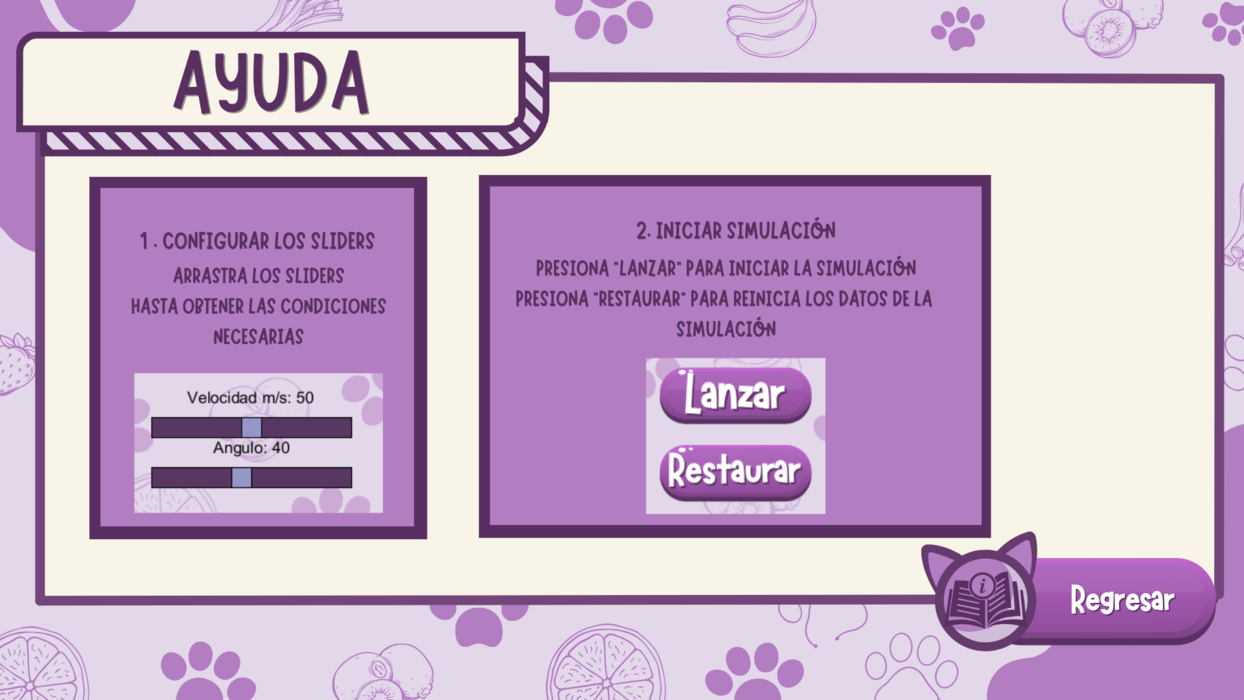 AYUDA
1. CONFIGURAR LOS SLIDERS
ARRASTRA LOS SLIDERS
HASTA OBTENER LAS CONDICIONES
NECESARIAS
Velocidad m/s: 50
Angulo: 40
2. INICIAR SIMULACIÓN
PRESIONA "LANZAR" PARA INICIAR LA SIMULACIÓN
PRESIONA "RESTAURAR" PARA REINICIA LOS DATOS DE LA
SIMULACIÓN
Lanzar
Restaurar
i
Regresar